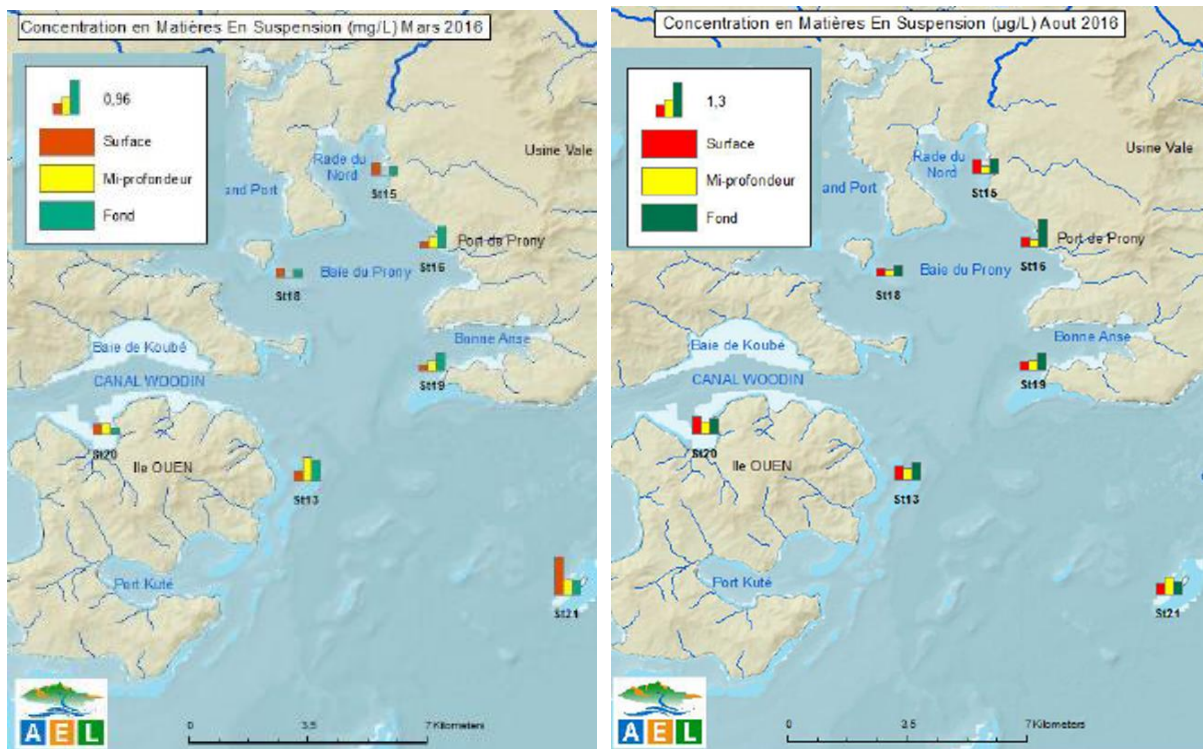 Concentration en Matières En Suspension (mg/L) Mars 2016
0,96
Surface
Mi-profondeur
Fond
Rade du
Nord
Usine Vale
and Port
St15
Port de Prony
St16
Baie du Prony
St18
Baie de Koubé
Bonne Anse
CANAL WOODIN
St19
St20
Ile OUEN
St13
Port Kuté
St21
AEL
0 3.5 7 Kilometers
Concentration en Matières En Suspension (µg/L) Aout 2016
1,3
Surface
Mi-profondeur
Fond
Rade du
Nord
Usine Vale
and Port
St15
Port de Prony
St16
Baie du Prony
St18
Baie de Koubé
Bonne Anse
CANAL WOODIN
St19
St20
Ile OUEN
St13
Port Kuté
St21
AEL
0 3.5 7 Kilometers